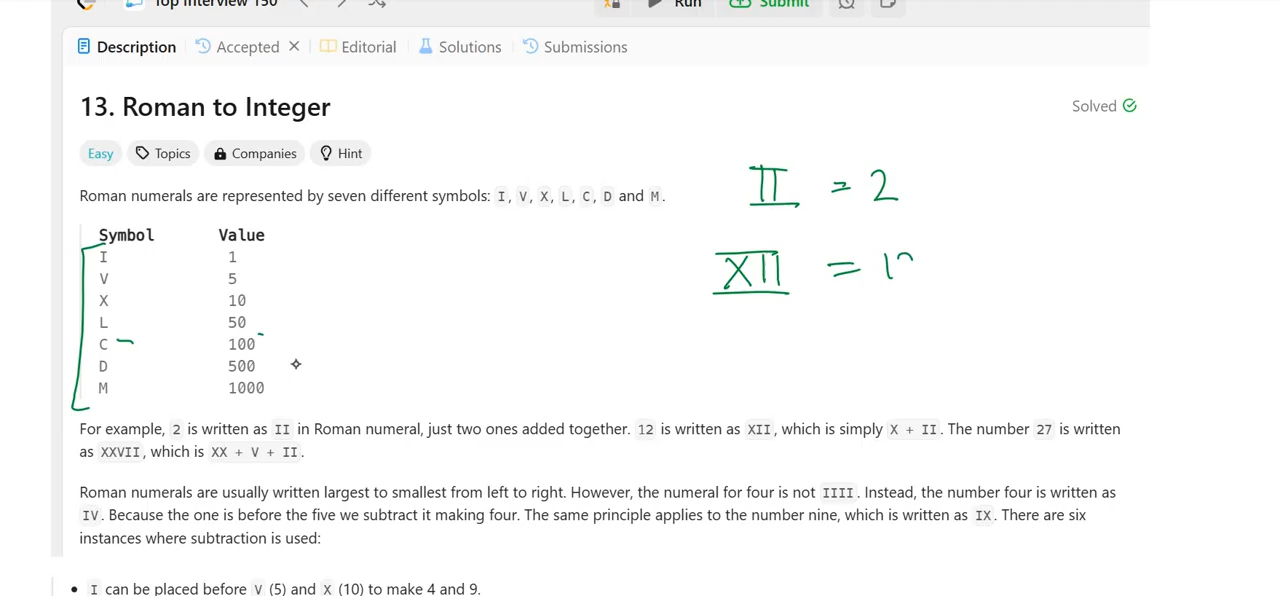 Top Interview 150
Run
Submit
Description
Accepted
Editorial
Solutions
Submissions
13. Roman to Integer
Solved
Easy
Topics
Companies
Hint
Roman numerals are represented by seven different symbols: I, V, X, L, C, D and M.
Symbol Value
I 1
V 5
X 10
L 50
C 100
D 500
M 1000
II = 2
XII =
For example, 2 is written as II in Roman numeral, just two ones added together. 12 is written as XII, which is simply X + II. The number 27 is written
as XXVII, which is XX + V + II.
Roman numerals are usually written largest to smallest from left to right. However, the numeral for four is not IIII. Instead, the number four is written as
IV. Because the one is before the five we subtract it making four. The same principle applies to the number nine, which is written as IX. There are six
instances where subtraction is used:
• I can be placed before V (5) and X (10) to make 4 and 9.